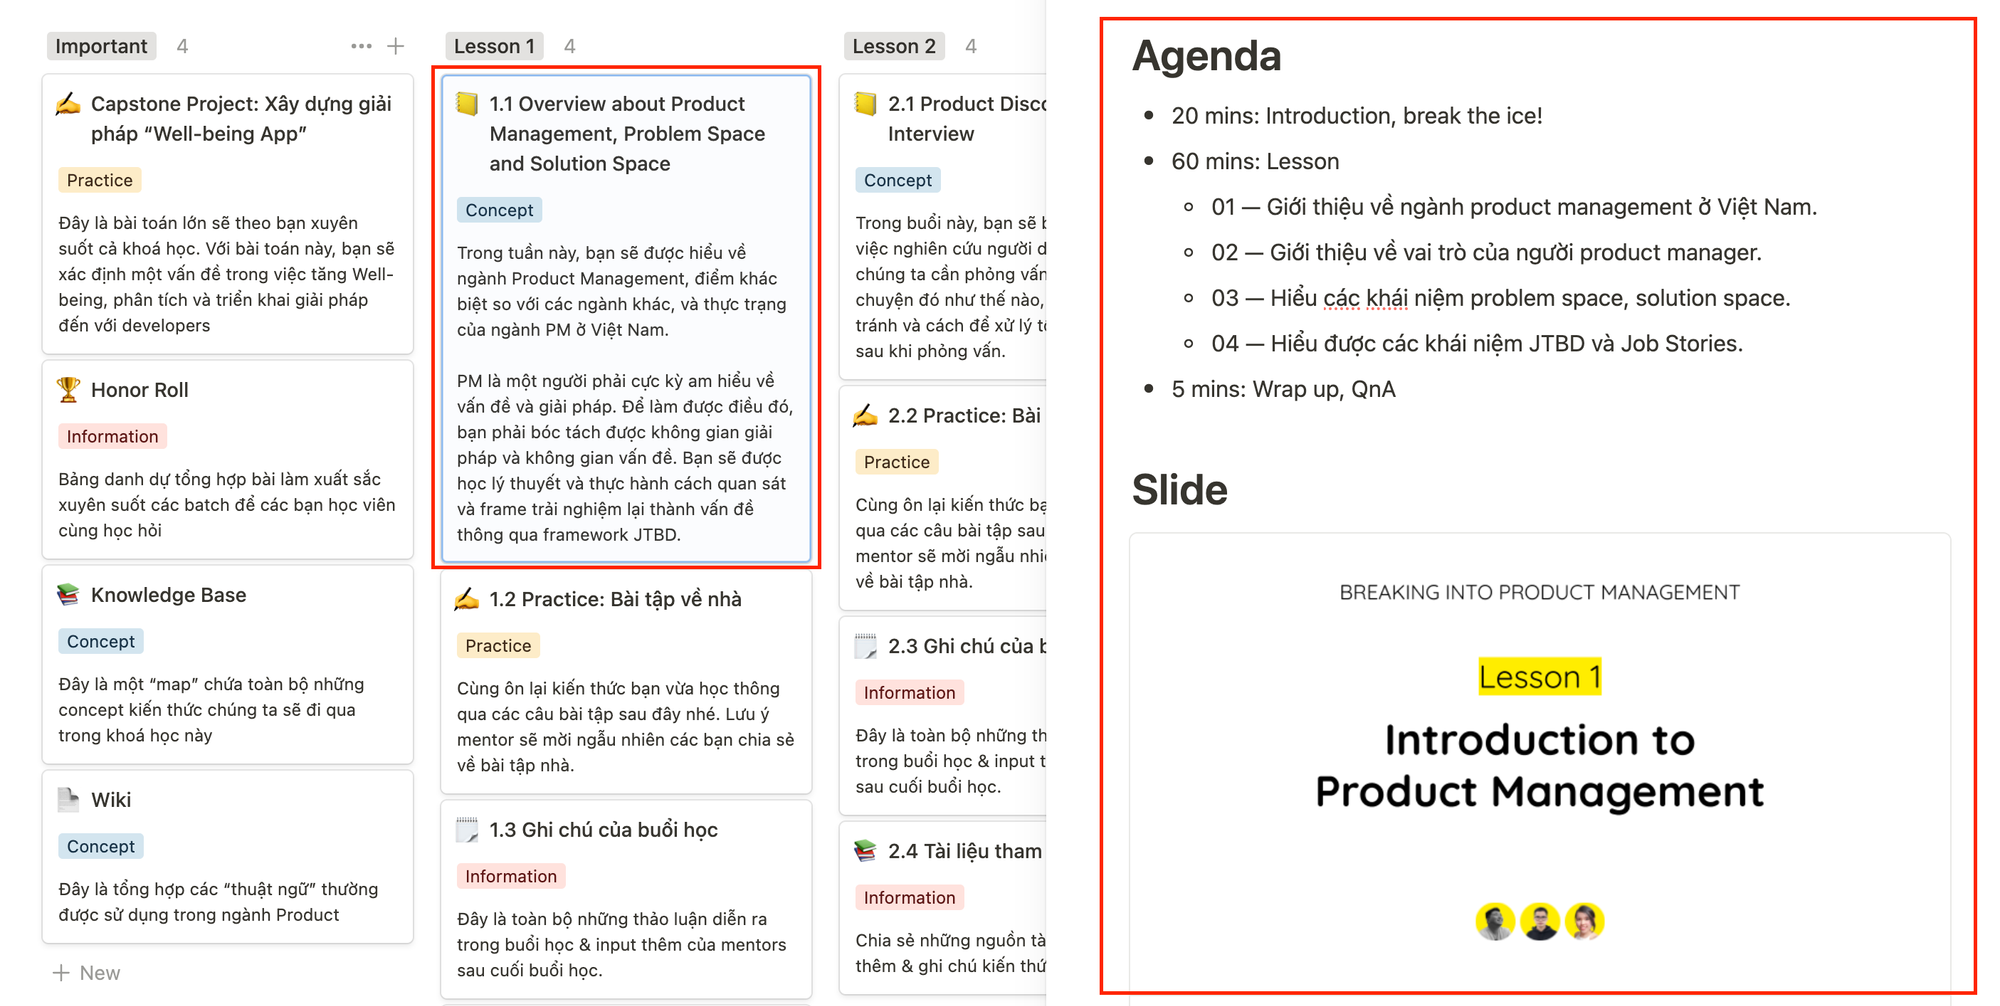 Important 4
Capstone Project: Xây dựng giải
pháp “Well-being App”
Practice
Đây là bài toán lớn sẽ theo bạn xuyên
suốt cả khoá học. Với bài toán này, bạn sẽ
xác định một vấn đề trong việc tăng Well-
being, phân tích và triển khai giải pháp
đến với developers
Honor Roll
Information
Bảng danh dự tổng hợp bài làm xuất sắc
xuyên suốt các batch để các bạn học viên
cùng học hỏi
Knowledge Base
Concept
Đây là một “map” chứa toàn bộ những
concept kiến thức chúng ta sẽ đi qua
trong khoá học này
Wiki
Concept
Đây là tổng hợp các “thuật ngữ” thường
được sử dụng trong ngành Product
New
Lesson 1 4
1.1 Overview about Product
Management, Problem Space
and Solution Space
Concept
Trong tuần này, bạn sẽ được hiểu về
ngành Product Management, điểm khác
biệt so với các ngành khác, và thực trạng
của ngành PM ở Việt Nam.
PM là một người phải cực kỳ am hiểu về
vấn đề và giải pháp. Để làm được điều đó,
bạn phải bóc tách được không gian giải
pháp và không gian vấn đề. Bạn sẽ được
học lý thuyết và thực hành cách quan sát
và frame trải nghiệm lại thành vấn đề
thông qua framework JTBD.
1.2 Practice: Bài tập về nhà
Practice
Cùng ôn lại kiến thức bạn vừa học thông
qua các câu bài tập sau đây nhé. Lưu ý
mentor sẽ mời ngẫu nhiên các bạn chia sẻ
về bài tập nhà.
1.3 Ghi chú của buổi học
Information
Đây là toàn bộ những thảo luận diễn ra
trong buổi học & input thêm của mentors
sau cuối buổi học.
Lesson 2 4
2.1 Product
Interview
Concept
Trong buổi này, bạn sẽ
việc nghiên cứu người
chúng ta cần phỏng vấn
chuyện đó như thế nào,
tránh và cách để xử lý
sau khi phỏng vấn.
2.2 Practice: Bài
Practice
Cùng ôn lại kiến thức
qua các câu bài tập sau
mentor sẽ mời ngẫu
về bài tập nhà.
2.3 Ghi chú của
Information
Đây là toàn bộ những
trong buổi học & input
sau cuối buổi học.
2.4 Tài liệu tham
Information
Chia sẻ những nguồn
thêm & ghi chú kiến
Agenda
20 mins: Introduction, break the ice!
60 mins: Lesson
01 — Giới thiệu về ngành product management ở Việt Nam.
02 — Giới thiệu về vai trò của người product manager.
03 — Hiểu các khái niệm problem space, solution space.
04 — Hiểu được các khái niệm JTBD và Job Stories.
5 mins: Wrap up, QnA
Slide
BREAKING INTO PRODUCT MANAGEMENT
Lesson 1
Introduction to
Product Management